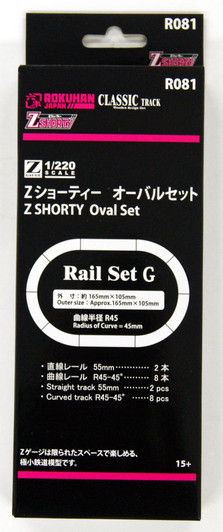 R081
Z SHORTY
R081
ROKUHAN
JAPAN
CLASSIC TRACK
Wooden design ties
Z SHORTY
Z 1/220
SCALE
Zショーティー オーバルセット
Z SHORTY Oval Set
Rail Set G
外 寸：約165mm×105mm
Outer size：Approx.165mm×105mm
曲線半径 R45
Radius of Curve = 45mm
・直線レール 55mm ………… 2 本
・曲線レール R45-45° ……… 8 本
・Straight track 55mm ………… 2 pcs
・Curved track R45-45° ……… 8 pcs
Zゲージは限られたスペースで楽しめる、
極小鉄道模型です。
15+